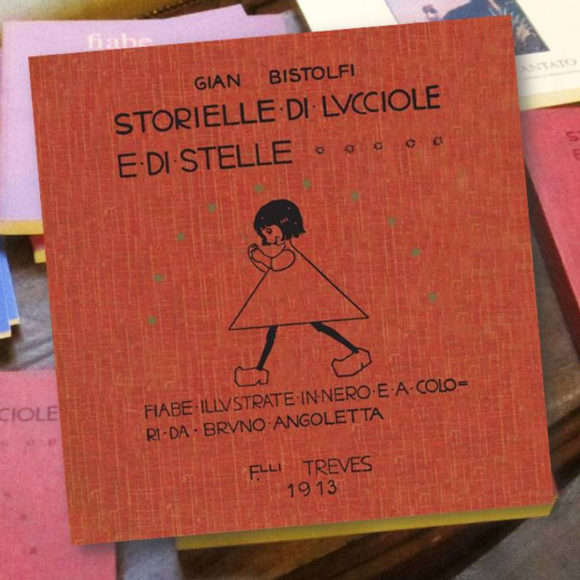 fiabe
GIAN BISTOLFI
STORIELLE·DI·LVCCIOLE
E·DI·STELLE
FIABE·ILLVSTRATE·IN·NERO·E·A·COLO=
RI·DA·BRVNO·ANGOLETTA
F.LLI TREVES
1913
ANTATO
CIOLE